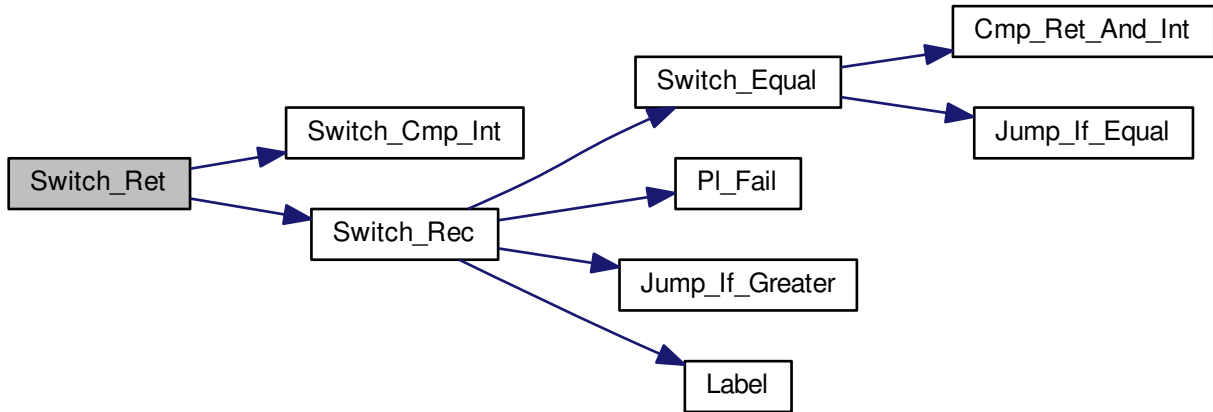 Switch_Ret
Switch_Cmp_Int
Switch_Rec
Switch_Equal
Cmp_Ret_And_Int
Jump_If_Equal
Pl_Fail
Jump_If_Greater
Label